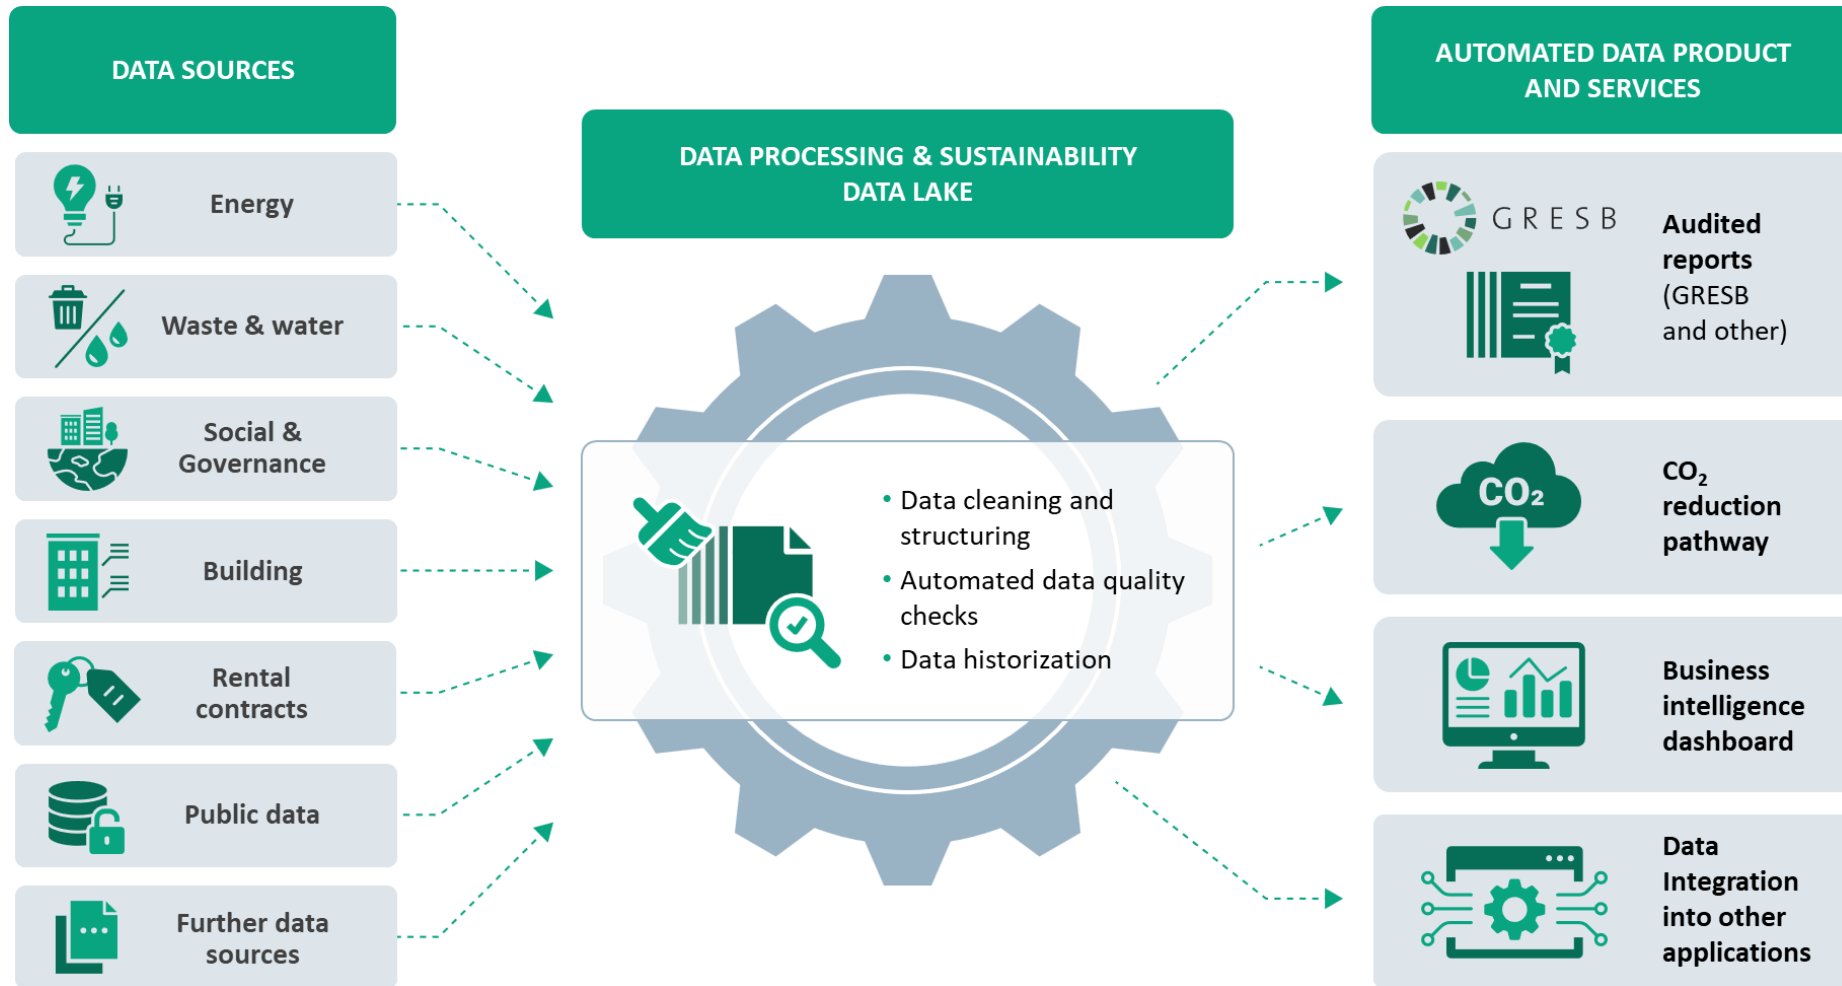 DATA SOURCES
Energy
Waste & water
Social &
Governance
Building
Rental
contracts
Public data
Further data
sources
DATA PROCESSING & SUSTAINABILITY
DATA LAKE
• Data cleaning and
structuring
• Automated data quality
checks
• Data historization
AUTOMATED DATA PRODUCT
AND SERVICES
GRESB
Audited
reports
(GRESB
and other)
CO₂
CO₂
reduction
pathway
Business
intelligence
dashboard
Data
Integration
into other
applications